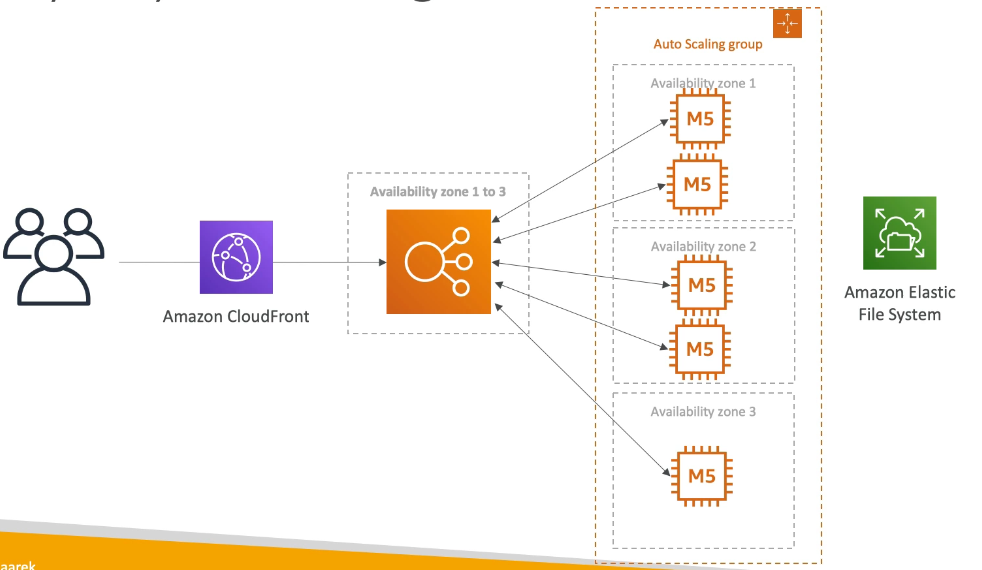 Auto Scaling group
Availability zone 1
M5
M5
Availability zone 1 to 3
Availability zone 2
M5
M5
Amazon CloudFront
Amazon Elastic
File System
Availability zone 3
M5
aarek